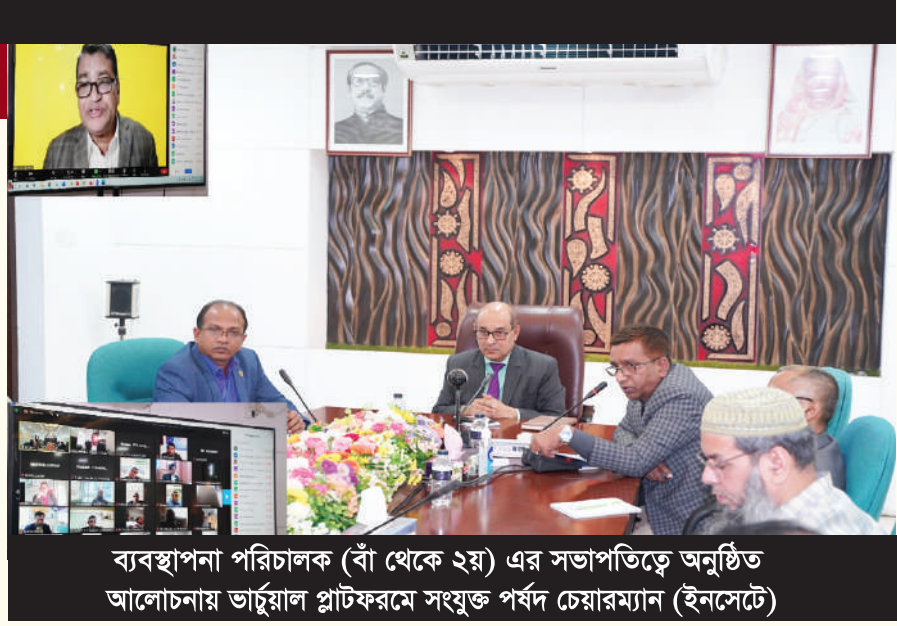 ব্যবস্থাপনা পরিচালক (বাঁ থেকে ২য়) এর সভাপতিত্বে অনুষ্ঠিত
আলোচনায় ভার্চুয়াল প্লাটফরমে সংযুক্ত পর্ষদ চেয়ারম্যান (ইনসেটে)